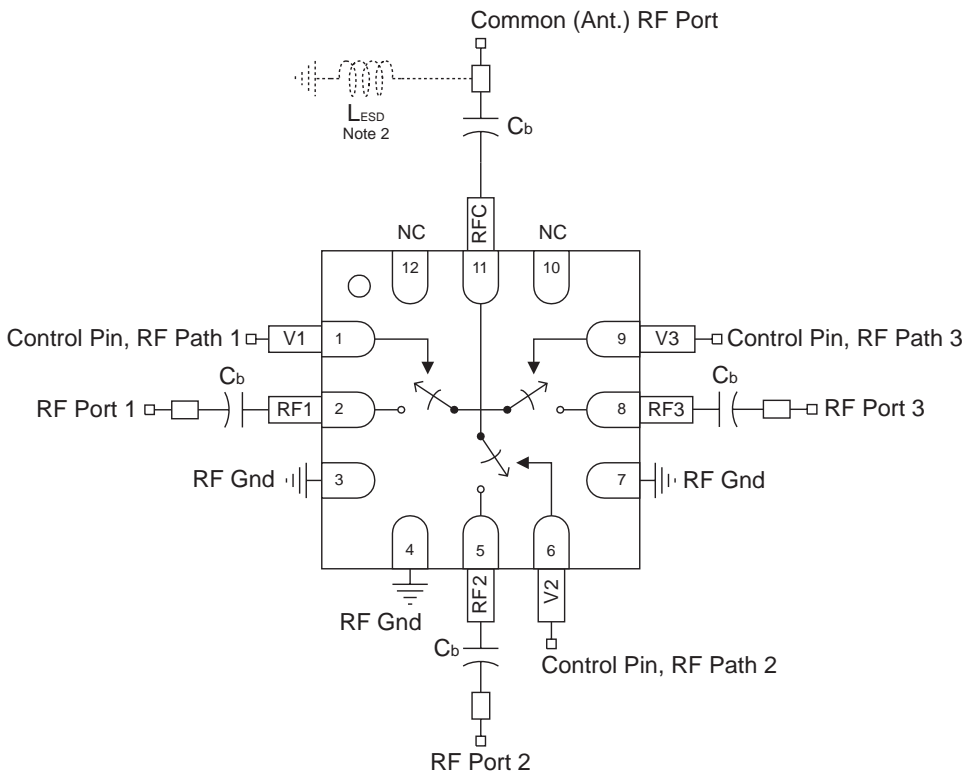 Common (Ant.) RF Port
LESD
Note 2
Cb
RFC
NC
NC
12
11
10
Control Pin, RF Path 1
V1
1
9
V3
Control Pin, RF Path 3
Cb
Cb
RF Port 1
RF1
2
8
RF3
RF Port 3
RF Gnd
3
7
RF Gnd
4
5
6
RF Gnd
RF2
V2
Cb
Control Pin, RF Path 2
RF Port 2